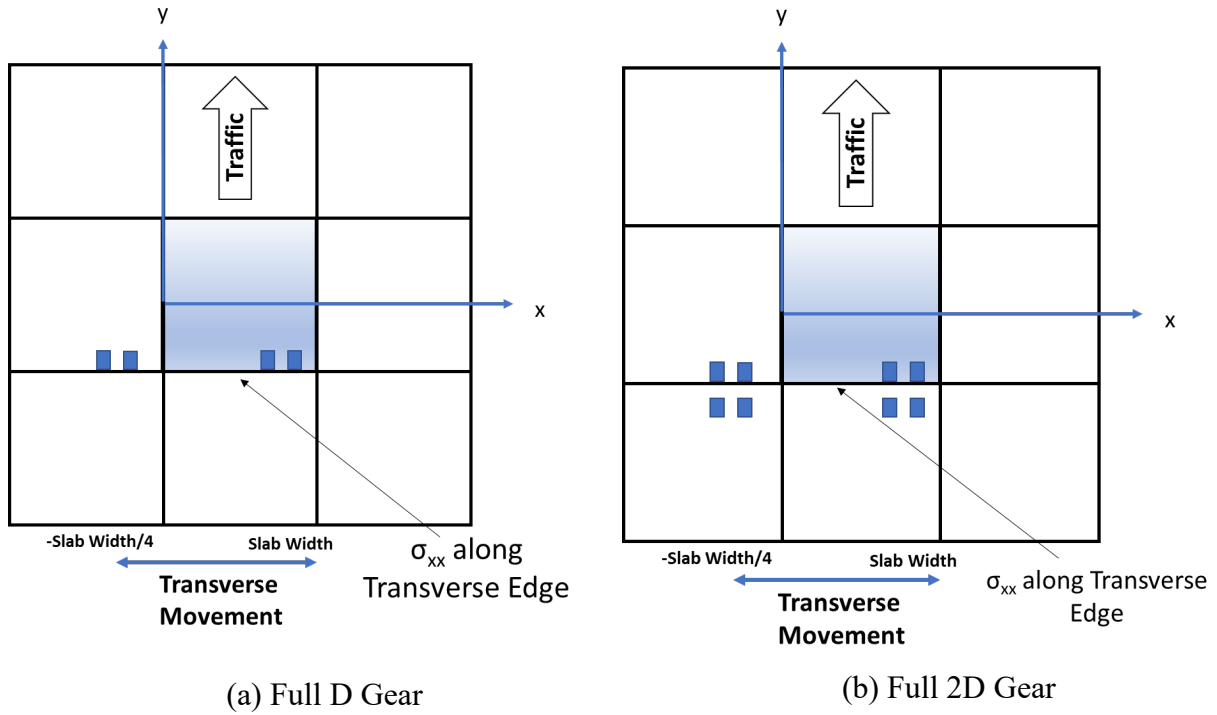 y
Traffic
x
-Slab Width/4
Slab Width
Transverse
Movement
σxx along
Transverse Edge
(a) Full D Gear
y
Traffic
x
-Slab Width/4
Slab Width
Transverse
Movement
σxx along Transverse
Edge
(b) Full 2D Gear